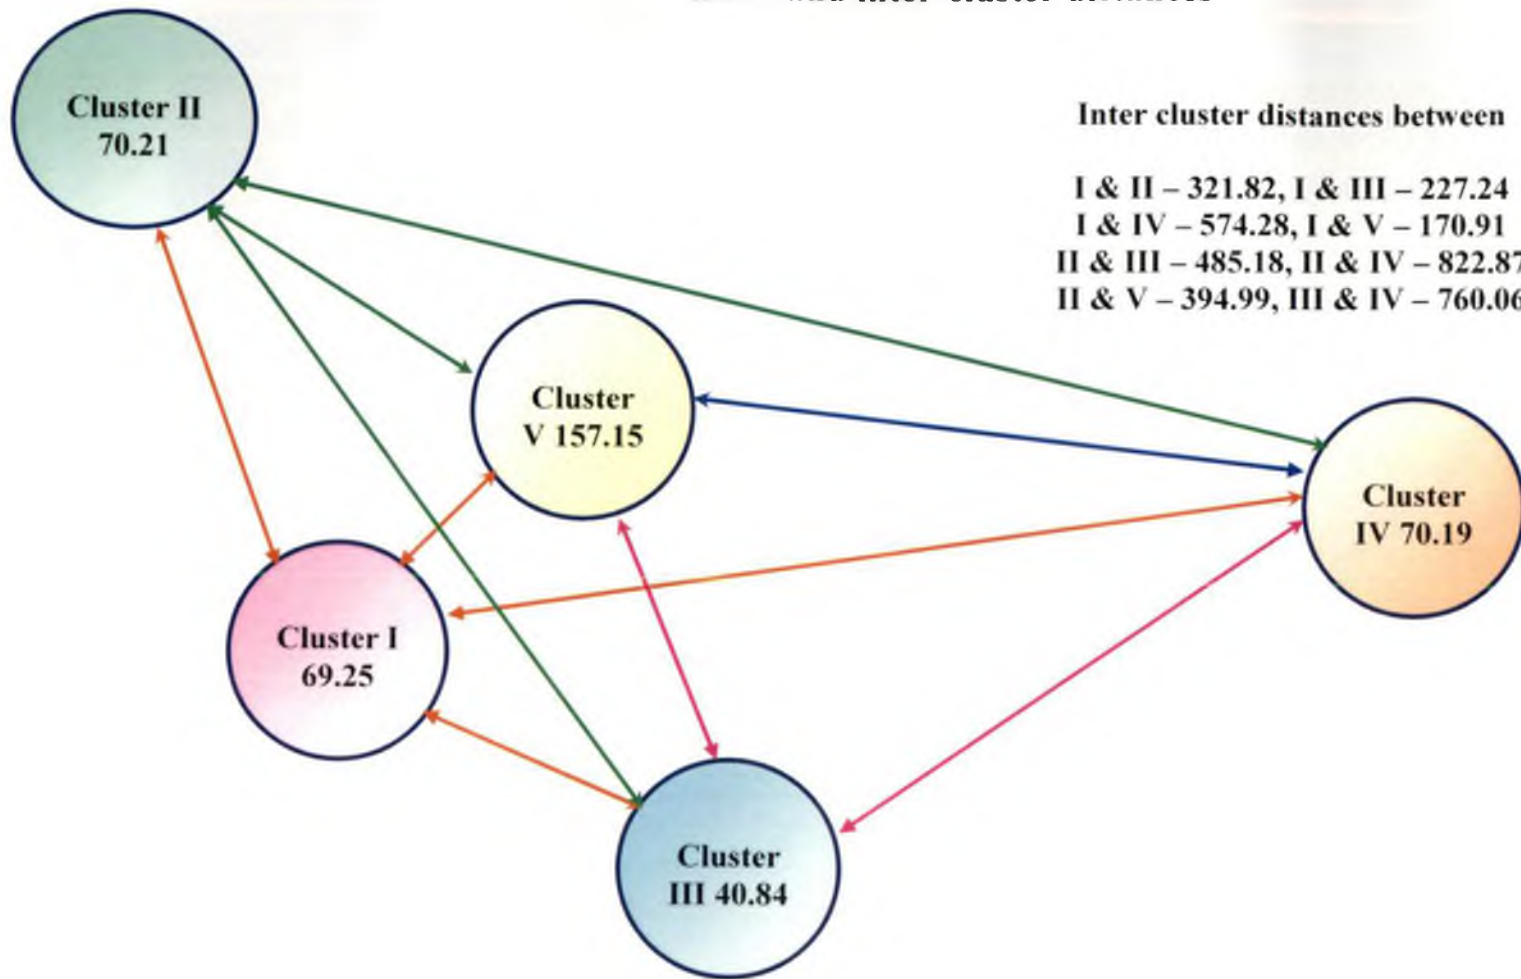 Cluster II
70.21
Inter cluster distances between
I & II – 321.82, I & III – 227.24
I & IV – 574.28, I & V – 170.91
II & III – 485.18, II & IV – 822.87
II & V – 394.99, III & IV – 760.06
Cluster
V 157.15
Cluster
IV 70.19
Cluster I
69.25
Cluster
III 40.84